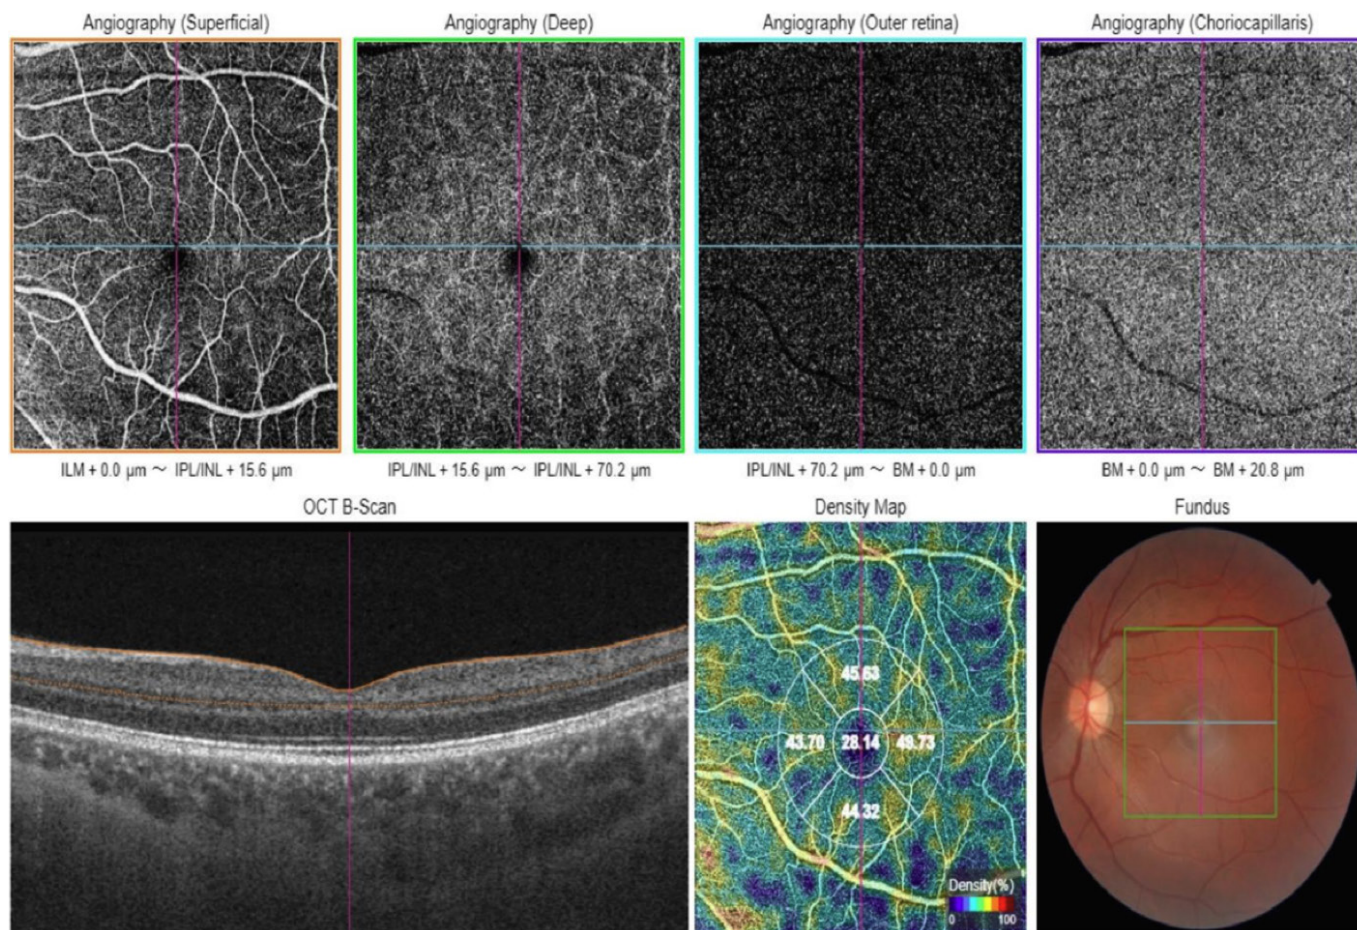 Angiography (Superficial)
Angiography (Deep)
Angiography (Outer retina)
Angiography (Choriocapillaris)
ILM + 0.0 μm ～ IPL/INL + 15.6 μm
IPL/INL + 15.6 μm ～ IPL/INL + 70.2 μm
IPL/INL + 70.2 μm ～ BM + 0.0 μm
BM + 0.0 μm ～ BM + 20.8 μm
OCT B-Scan
Density Map
Fundus
45.63
43.70 28.14 49.73
44.32
Density(%)
0 100